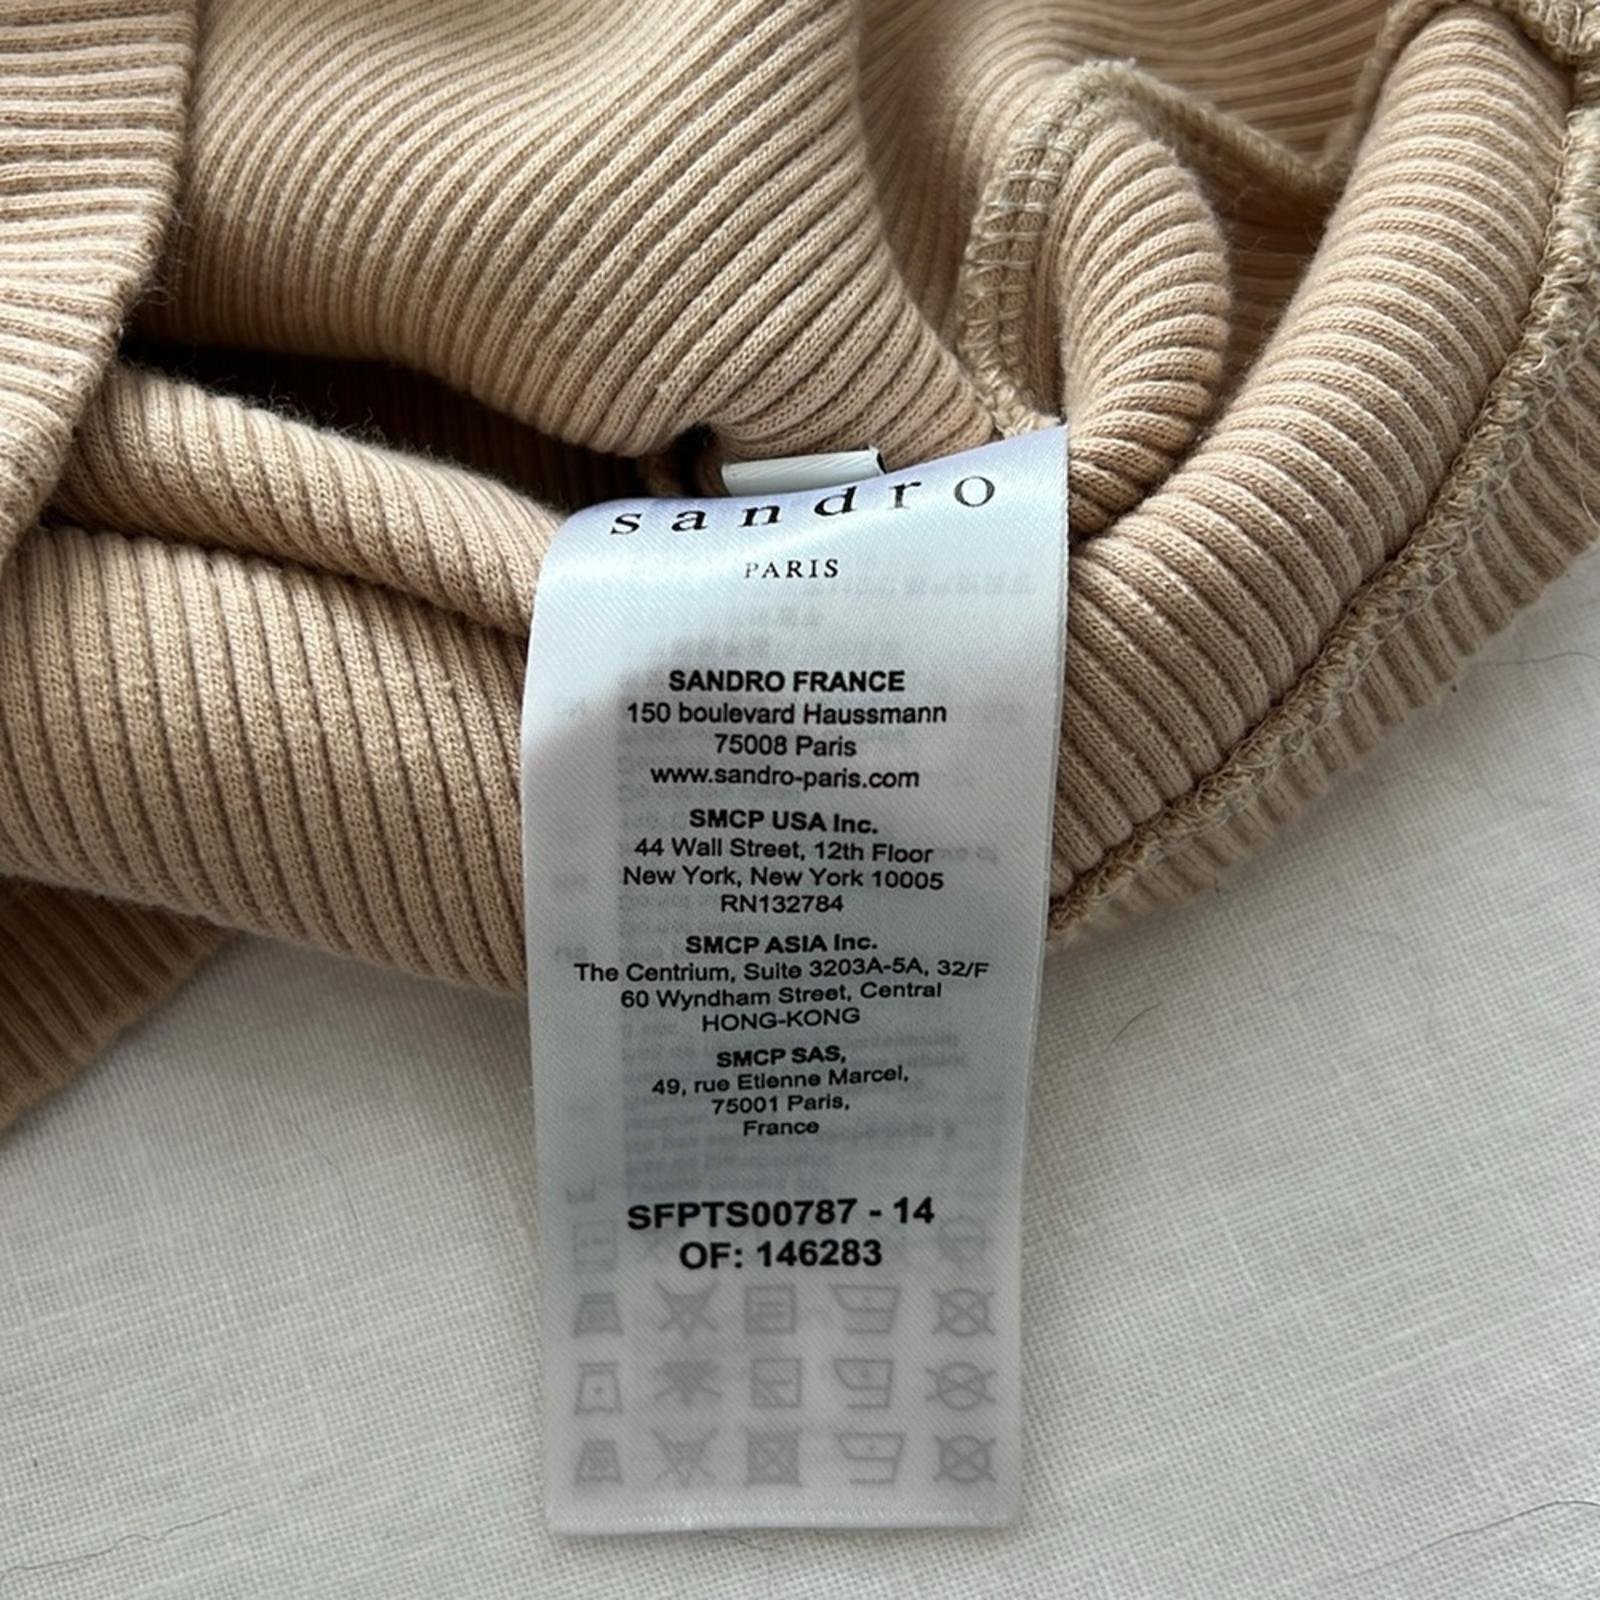 sandro
PARIS
SANDRO FRANCE
150 boulevard Haussmann
75008 Paris
www.sandro-paris.com
SMCP USA Inc.
44 Wall Street, 12th Floor
New York, New York 10005
RN132784
SMCP ASIA Inc.
The Centrium, Suite 3203A-5A, 32/F
60 Wyndham Street, Central
HONG-KONG
SMCP SAS,
49, rue Etienne Marcel,
75001 Paris,
France
SFPTS00787 - 14
OF: 146283